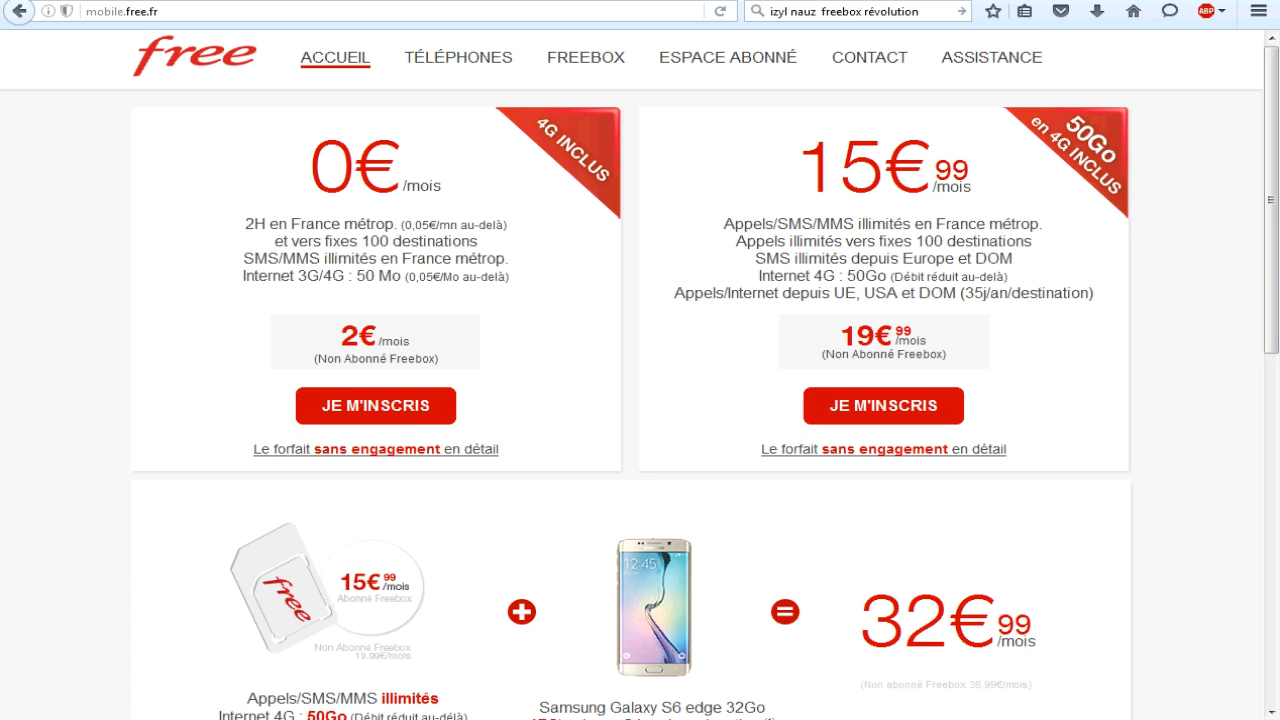 mobile.free.fr
izyl nauz freebox révolution
ABP
free
ACCUEIL
TÉLÉPHONES
FREEBOX
ESPACE ABONNÉ
CONTACT
ASSISTANCE
4G INCLUS
0€/mois
2H en France métrop. (0,05€/mn au-delà)
et vers fixes 100 destinations
SMS/MMS illimités en France métrop.
Internet 3G/4G : 50 Mo (0,05€/Mo au-delà)
2€/mois
(Non Abonné Freebox)
JE M'INSCRIS
Le forfait sans engagement en détail
50Go
en 4G INCLUS
15€99/mois
Appels/SMS/MMS illimités en France métrop.
Appels illimités vers fixes 100 destinations
SMS illimités depuis Europe et DOM
Internet 4G : 50Go (Débit réduit au-delà)
Appels/Internet depuis UE, USA et DOM (35j/an/destination)
19€99/mois
(Non Abonné Freebox)
JE M'INSCRIS
Le forfait sans engagement en détail
free
15€99/mois
Abonné Freebox
Non Abonné Freebox
19.99€/mois
Appels/SMS/MMS illimités
Internet 4G : 50Go (Débit réduit au-delà)
12:45
Samsung Galaxy S6 edge 32Go
32€99/mois
(Non abonné Freebox 36.99€/mois)